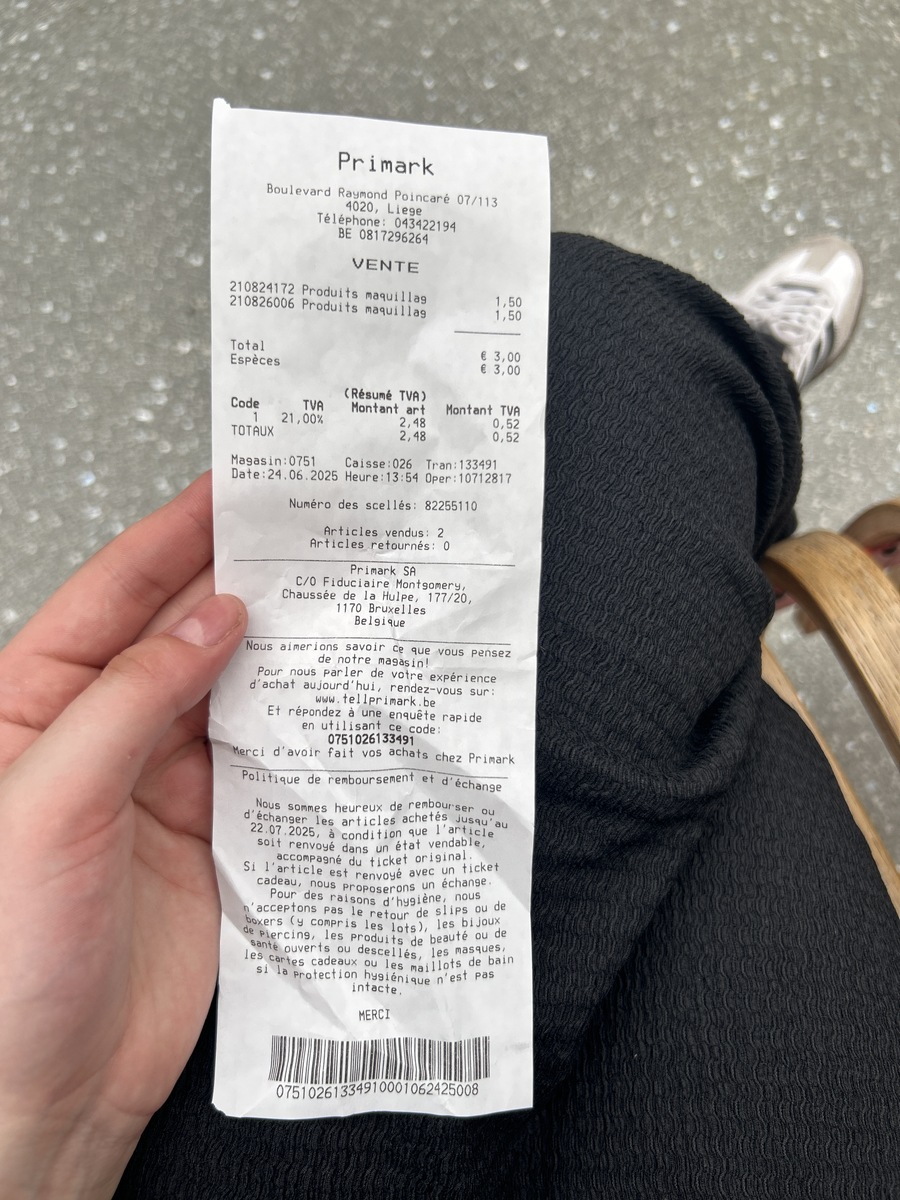 Primark
Boulevard Raymond Poincaré 07/113
4020, Liege
Téléphone: 043422194
BE 0817296264
VENTE
210824172 Produits maquillag 1,50
210826006 Produits maquillag 1,50
Total € 3,00
Espèces € 3,00
(Résumé TVA)
Code TVA Montant art Montant TVA
1 21,00% 2,48 0,52
TOTAUX 2,48 0,52
Magasin:0751 Caisse:026 Tran:133491
Date:24.06.2025 Heure:13:54 Oper:10712817
Numéro des scellés: 82255110
Articles vendus: 2
Articles retournés: 0
Primark SA
C/O Fiduciaire Montgomery,
Chaussée de la Hulpe, 177/20,
1170 Bruxelles
Belgique
Nous aimerions savoir ce que vous pensez
de notre magasin!
Pour nous parler de votre expérience
d'achat aujourd'hui, rendez-vous sur:
www.tellprimark.be
Et répondez à une enquête rapide
en utilisant ce code:
0751026133491
Merci d'avoir fait vos achats chez Primark
Politique de remboursement et d'échange
Nous sommes heureux de rembourser ou
d'échanger les articles achetés jusqu'au
22.07.2025, à condition que l'article
soit renvoyé dans un état vendable,
accompagné du ticket original.
Si l'article est renvoyé avec un ticket
cadeau, nous proposerons un échange.
Pour des raisons d'hygiène, nous
n'acceptons pas le retour de slips ou de
boxers (y compris les lots), les bijoux
de piercing, les produits de beauté ou de
santé ouverts ou descellés, les masques,
les cartes cadeaux ou les maillots de bain
si la protection hygiénique n'est pas
intacte.
MERCI
07510261334910001062425008